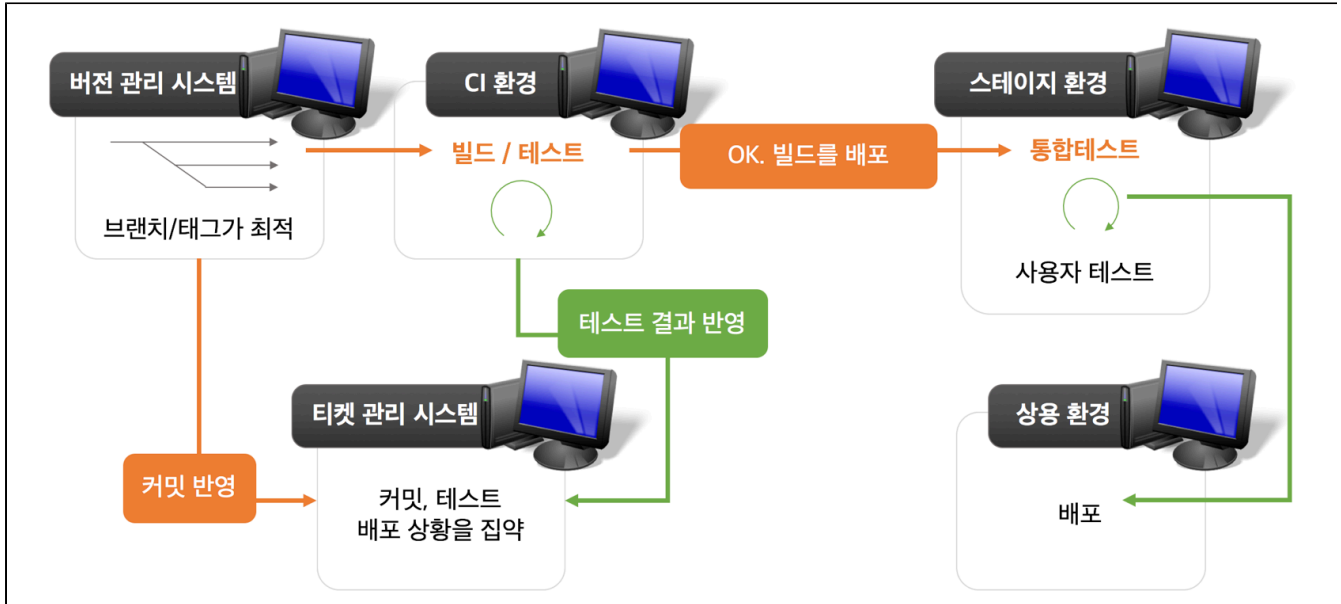 버전 관리 시스템
CI 환경
스테이지 환경
빌드 / 테스트
OK. 빌드를 배포
통합테스트
브랜치/태그가 최적
사용자 테스트
테스트 결과 반영
티켓 관리 시스템
상용 환경
커밋 반영
커밋, 테스트
배포 상황을 집약
배포